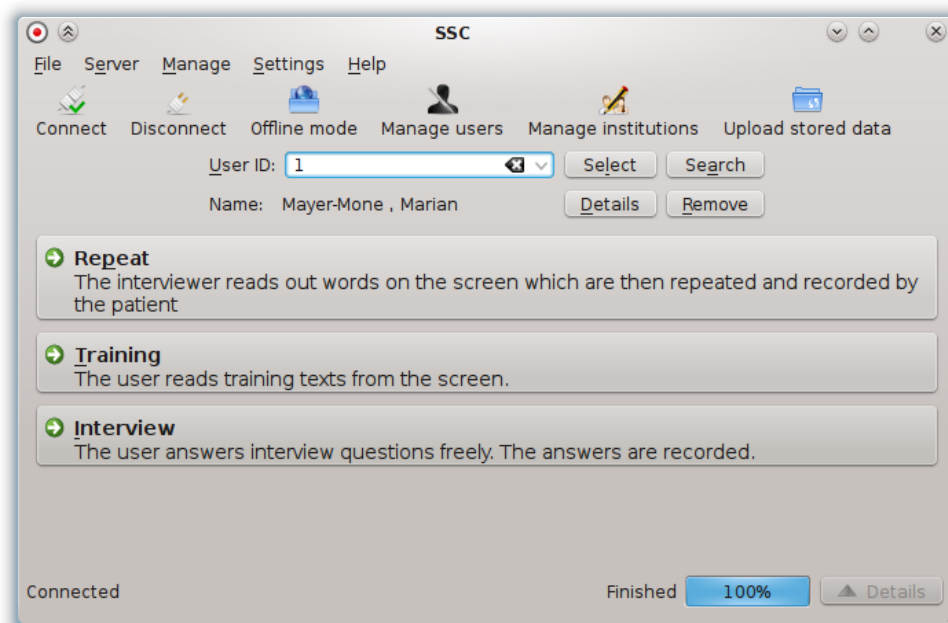 SSC
File Server Manage Settings Help
Connect Disconnect Offline mode Manage users Manage institutions Upload stored data
User ID: 1 Select Search
Name: Mayer-Mone , Marian Details Remove
Repeat
The interviewer reads out words on the screen which are then repeated and recorded by
the patient
Training
The user reads training texts from the screen.
Interview
The user answers interview questions freely. The answers are recorded.
Connected Finished 100% Details